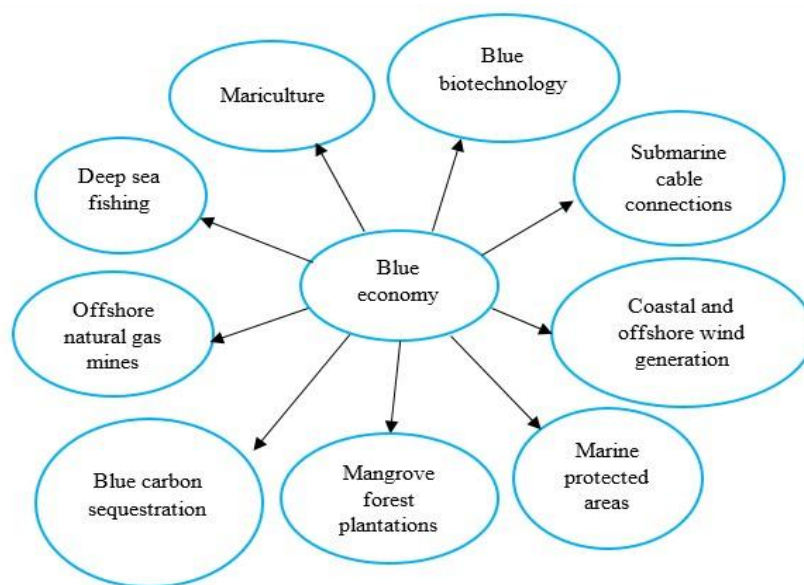 Blue
biotechnology
Mariculture
Submarine
cable
connections
Deep sea
fishing
Blue
economy
Offshore
natural gas
mines
Coastal and
offshore wind
generation
Marine
protected
areas
Blue carbon
sequestration
Mangrove
forest
plantations